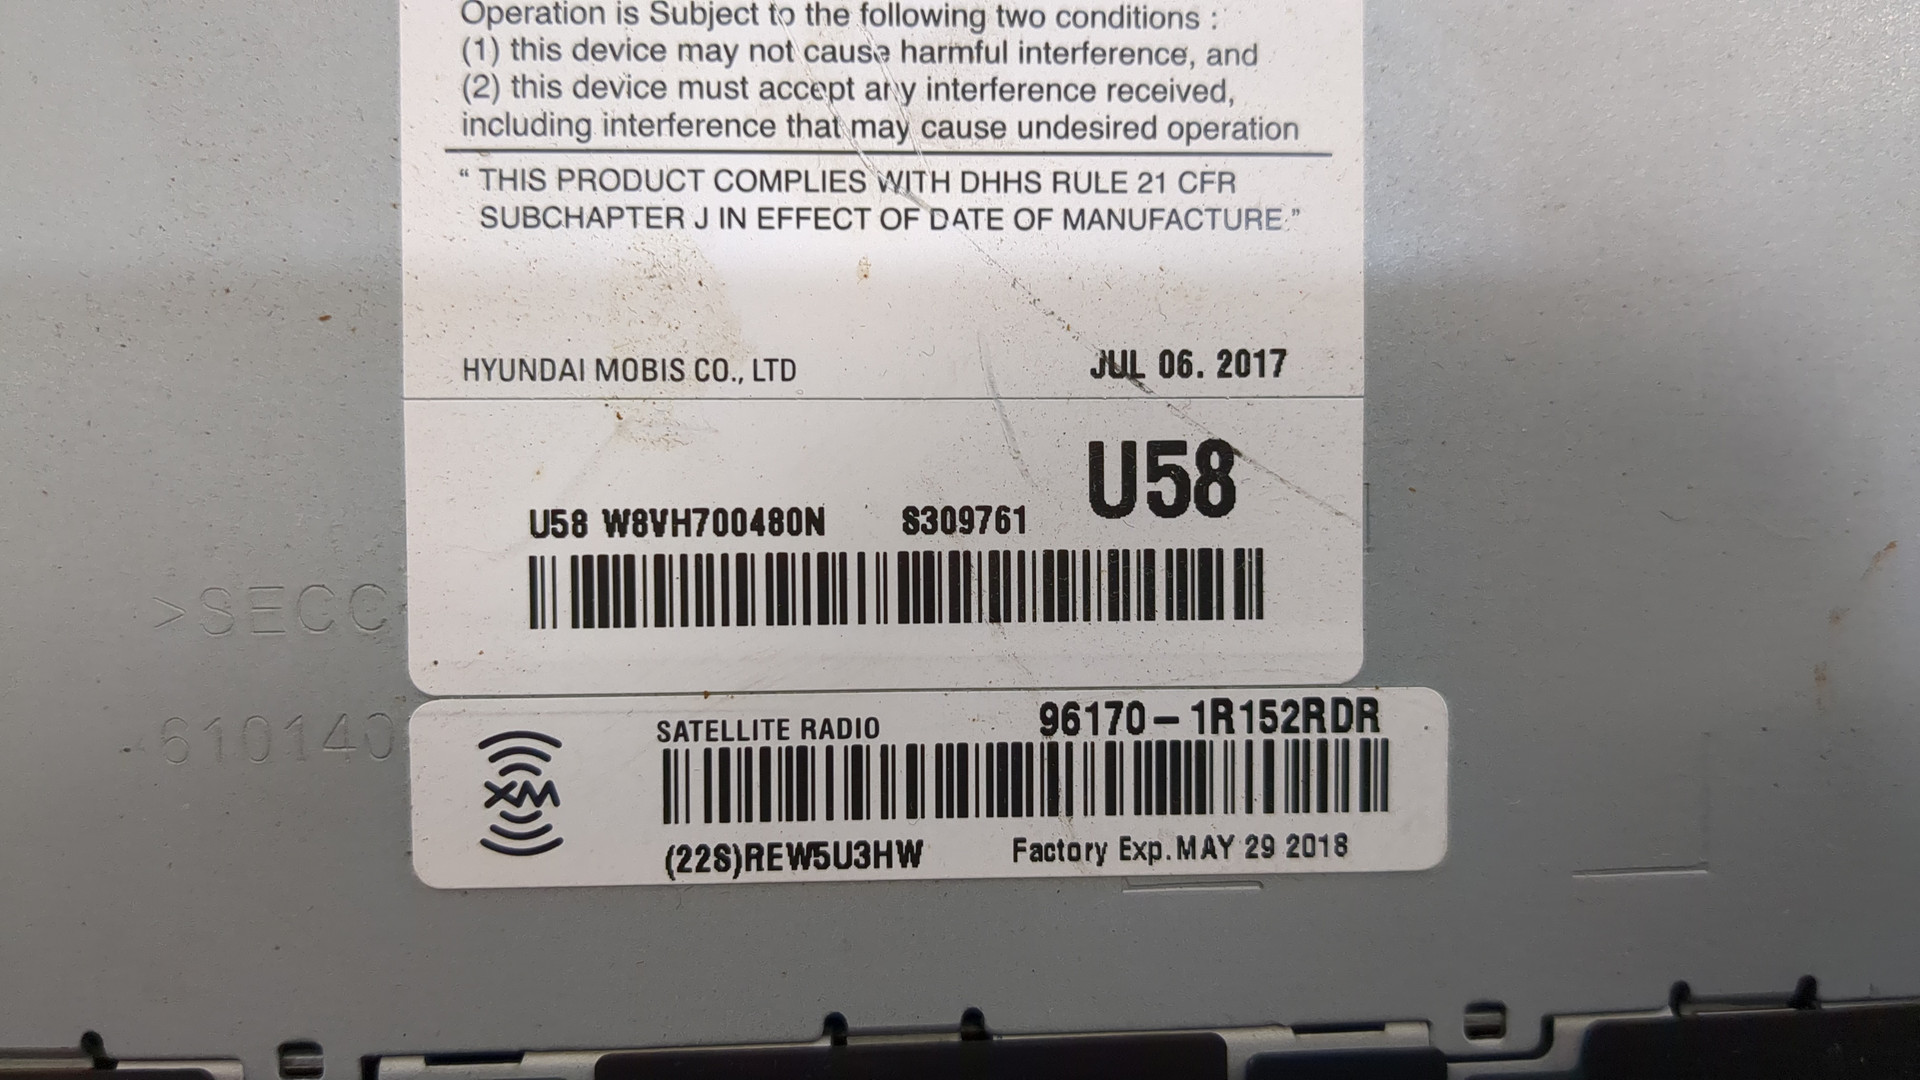 Operation is Subject to the following two conditions :
(1) this device may not cause harmful interference, and
(2) this device must accept any interference received,
including interference that may cause undesired operation
“ THIS PRODUCT COMPLIES WITH DHHS RULE 21 CFR
SUBCHAPTER J IN EFFECT OF DATE OF MANUFACTURE.”
HYUNDAI MOBIS CO., LTD JUL 06. 2017
U58
U58 W8VH700480N S309761
>SECC
610140
SATELLITE RADIO 96170-1R152RDR
XM
(22S)REW5U3HW Factory Exp. MAY 29 2018